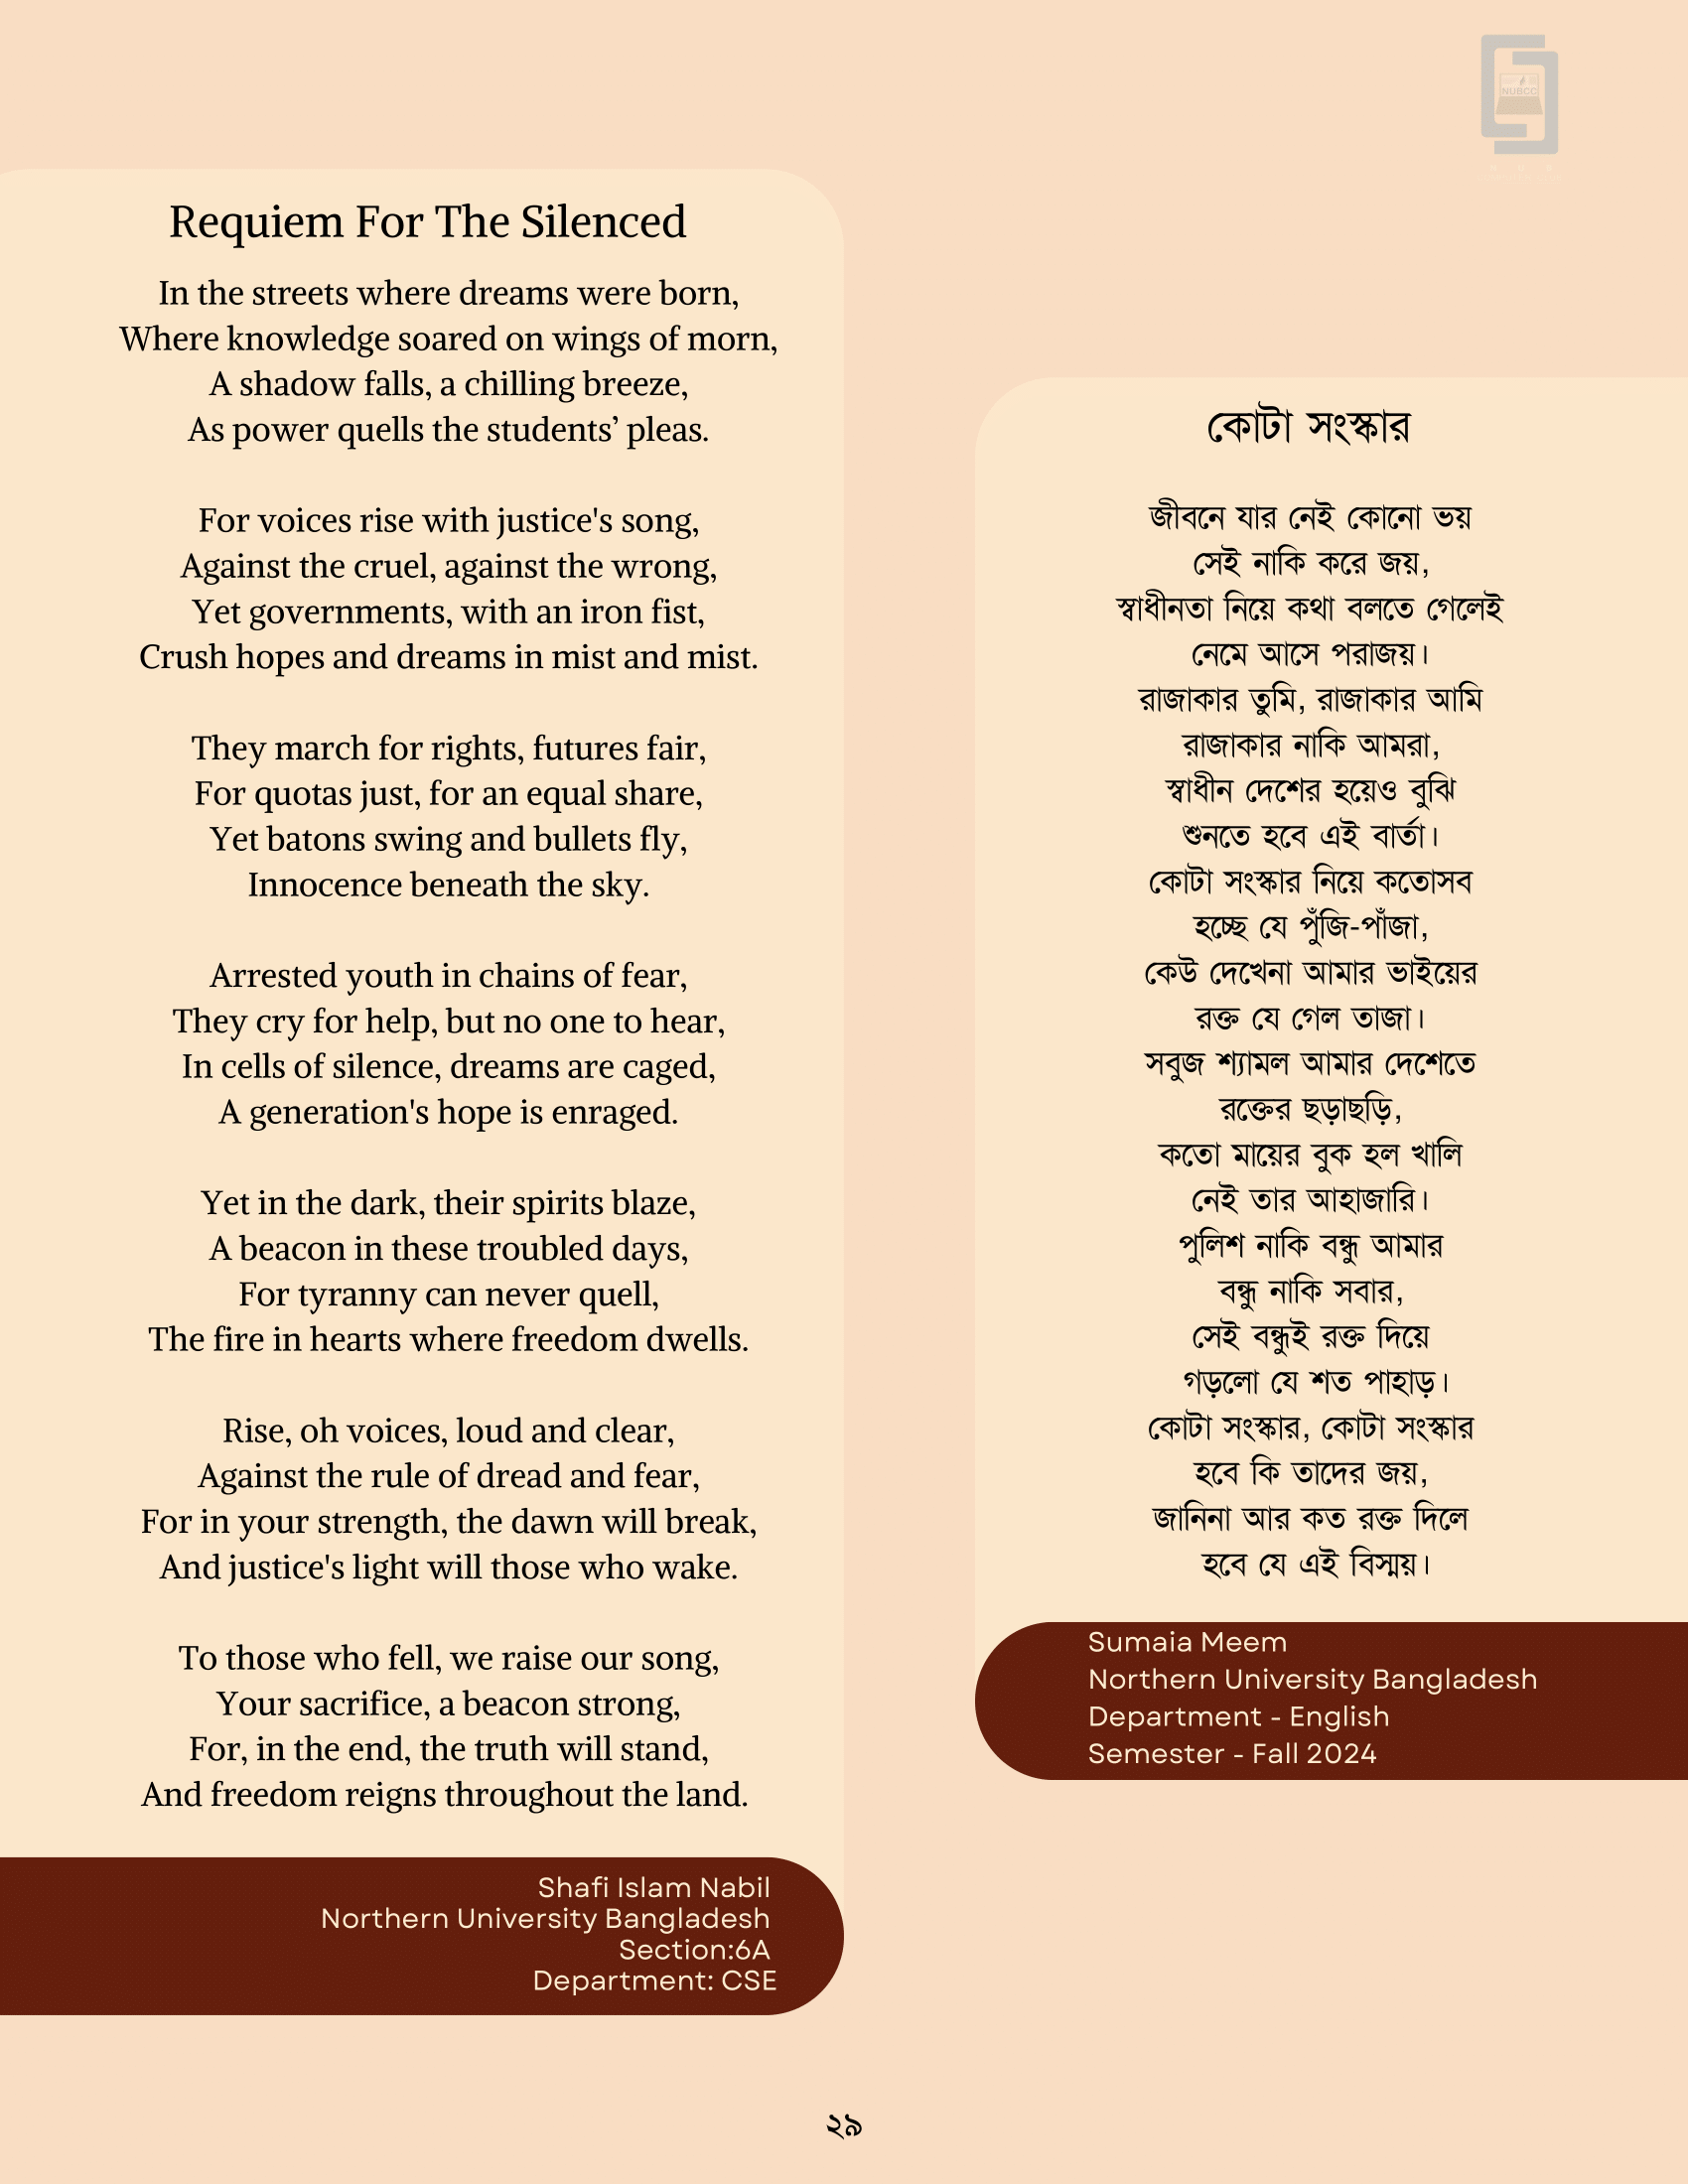 NUBCC
Requiem For The Silenced
In the streets where dreams were born,
Where knowledge soared on wings of morn,
A shadow falls, a chilling breeze,
As power quells the students’ pleas.
For voices rise with justice's song,
Against the cruel, against the wrong,
Yet governments, with an iron fist,
Crush hopes and dreams in mist and mist.
They march for rights, futures fair,
For quotas just, for an equal share,
Yet batons swing and bullets fly,
Innocence beneath the sky.
Arrested youth in chains of fear,
They cry for help, but no one to hear,
In cells of silence, dreams are caged,
A generation's hope is enraged.
Yet in the dark, their spirits blaze,
A beacon in these troubled days,
For tyranny can never quell,
The fire in hearts where freedom dwells.
Rise, oh voices, loud and clear,
Against the rule of dread and fear,
For in your strength, the dawn will break,
And justice's light will those who wake.
To those who fell, we raise our song,
Your sacrifice, a beacon strong,
For, in the end, the truth will stand,
And freedom reigns throughout the land.
Shafi Islam Nabil
Northern University Bangladesh
Section:6A
Department: CSE
কোটা সংস্কার
জীবনে যার নেই কোনো ভয়
সেই নাকি করে জয়,
স্বাধীনতা নিয়ে কথা বলতে গেলেই
নেমে আসে পরাজয়।
রাজাকার তুমি, রাজাকার আমি
রাজাকার নাকি আমরা,
স্বাধীন দেশের হয়েও বুঝি
শুনতে হবে এই বার্তা।
কোটা সংস্কার নিয়ে কতোসব
হচ্ছে যে পুঁজি-পাঁজা,
কেউ দেখেনা আমার ভাইয়ের
রক্ত যে গেল তাজা।
সবুজ শ্যামল আমার দেশেতে
রক্তের ছড়াছড়ি,
কতো মায়ের বুক হল খালি
নেই তার আহাজারি।
পুলিশ নাকি বন্ধু আমার
বন্ধু নাকি সবার,
সেই বন্ধুই রক্ত দিয়ে
গড়লো যে শত পাহাড়।
কোটা সংস্কার, কোটা সংস্কার
হবে কি তাদের জয়,
জানিনা আর কত রক্ত দিলে
হবে যে এই বিস্ময়।
Sumaia Meem
Northern University Bangladesh
Department - English
Semester - Fall 2024
২৯